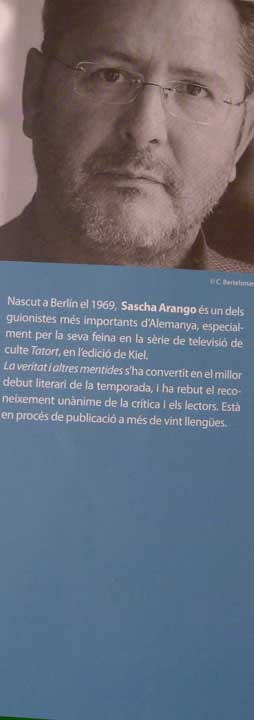 © C. Bertelsman
Nascut a Berlín el 1969, Sascha Arango és un dels
guionistes més importants d'Alemanya, especial-
ment per la seva feina en la sèrie de televisió de
culte Tatort, en l'edició de Kiel.
La veritat i altres mentides s'ha convertit en el millor
debut literari de la temporada, i ha rebut el reco-
neixement unànime de la crítica i els lectors. Està
en procés de publicació a més de vint llengües.